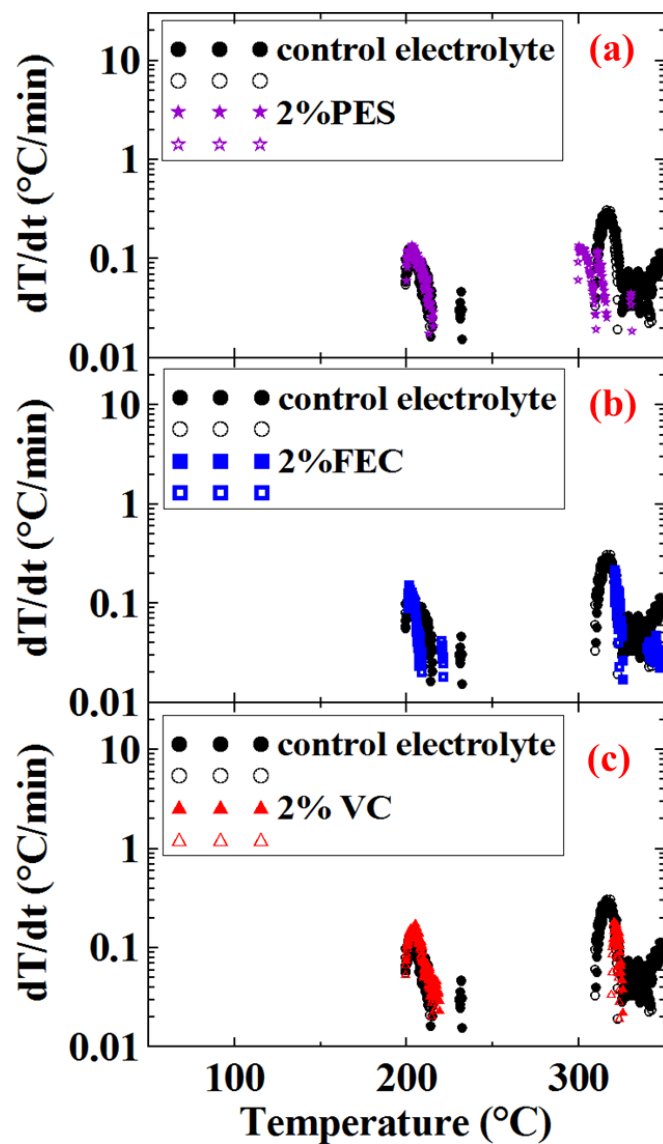 control electrolyte
2%PES
(a)
10
1
0.1
0.01
dT/dt (°C/min)
control electrolyte
2%FEC
(b)
10
1
0.1
0.01
dT/dt (°C/min)
control electrolyte
2% VC
(c)
10
1
0.1
0.01
dT/dt (°C/min)
100
200
300
Temperature (°C)